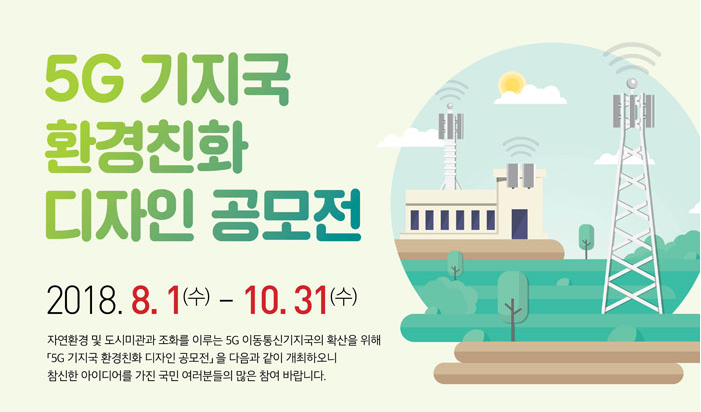 5G 기지국
환경친화
디자인 공모전
2018. 8. 1(수) - 10. 31(수)
자연환경 및 도시미관과 조화를 이루는 5G 이동통신기지국의 확산을 위해
「5G 기지국 환경친화 디자인 공모전」을 다음과 같이 개최하오니
참신한 아이디어를 가진 국민 여러분들의 많은 참여 바랍니다.